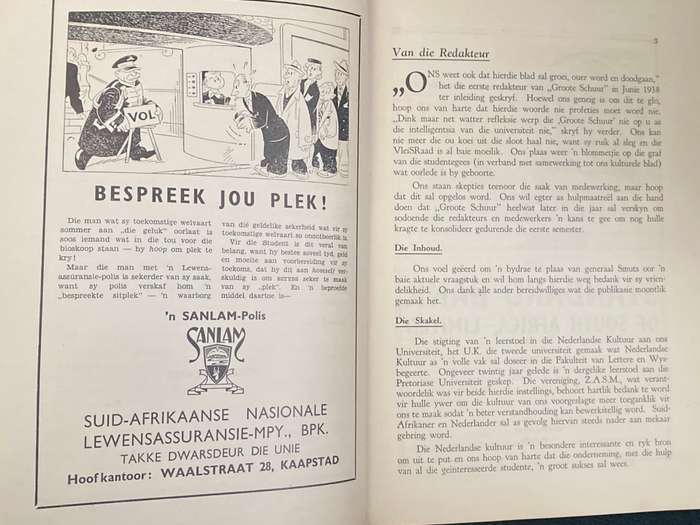 VOL
BESPREEK JOU PLEK!
Die man wat sy toekomstige welvaart
sommer aan „die geluk" oorlaat is
soos iemand wat in die tou voor die
bioskoop staan — hy hoop om plek te
kry!
Maar die man met 'n Lewens-
assuransie-polis is sekerder van sy saak,
want sy polis verskaf hom 'n
„bespreekte sitplek" — 'n waarborg
van die geldelike sekerheid wat vir sy
toekomstige welvaart so onontbeerlik is.
Vir die Student is dit veral van
belang, want hy bestee soveel tyd, geld
en moeite aan voorbereiding vir sy
toekoms, dat hy dit aan homself ver-
skuldig is om sorvas seker te maak
van sy „plek". En 'n beproefde
middel daartoe is—
'n SANLAM-Polis
SANLAM
SUID-AFRIKAANSE NASIONALE
LEWENSASSURANSIE-MPY., BPK.
TAKKE DWARSDEUR DIE UNIE
Hoofkantoor: WAALSTRAAT 28, KAAPSTAD
3
Van die Redakteur
„ONS weet ook dat hierdie blad sal groei, ouer word en doodgaan,"
het die eerste redakteur van „Groote Schuur" in Junie 1938
ter inleiding geskryf. Hoewel ons geneig is om dit te glo,
hoop ons van harte dat hierdie woorde nie profeties moet word nie.
„Dink maar net watter refleksie werp die ‚Groote Schuur' nie op u as
die intelligentsia van die universiteit nie," skryf hy verder. Ons kan
nie meer die ou koei uit die sloot haal nie, want sy ruik al sleg en die
VleiSRaad is al baie moeilik. Ons plaas weer 'n blommetjie op die graf
van die studentegees (in verband met samewerking tot ons kulturele blad)
wat oorlede is by geboorte.
Ons staan skepties teenoor die saak van medewerking, maar hoop
dat dit sal opgelos word. Ons wil egter as hulpmaatreël aan die hand
doen dat „Groote Schuur" heelwat later in die jaar sal verskyn om
sodoende die redakteurs en medewerkers 'n kans te gee om nog hulle
kragte te konsolideer gedurende die eerste semester.
Die Inhoud.
Ons voel geëerd om 'n bydrae te plaas van generaal Smuts oor 'n
baie aktuele vraagstuk en wil hom langs hierdie weg bedank vir sy vrien-
delikheid. Ons dank alle ander bereidwilliges wat die publikasie moontlik
gemaak het.
Die Skakel.
Die stigting van 'n leerstoel in die Nederlandse Kultuur aan ons
Universiteit, het U.K. die tweede universiteit gemaak wat Nederlandse
Kultuur as 'n volle vak sal doseer in die Fakulteit van Lettere en Wys-
begeerte. Ongeveer twintig jaar gelede is 'n dergelike leerstoel aan die
Pretoriase Universiteit geskep. Die vereniging, Z.A.S.M., wat verant-
woordelik was vir beide hierdie instellings, behoort hartlik bedank te word
vir hulle ywer om die kultuur van ons voorgeslagte meer toeganklik vir
ons te maak sodat 'n beter verstandhouding kan bewerkstellig word. Suid-
Afrikaner en Nederlander sal as gevolg hiervan steeds nader aan mekaar
gebring word.
Die Nederlandse kultuur is 'n besondere interessante en ryk bron
om uit te put en ons hoop van harte dat die onderneming, met die hulp
van al die geïnteresseerde studente, 'n groot sukses sal wees.